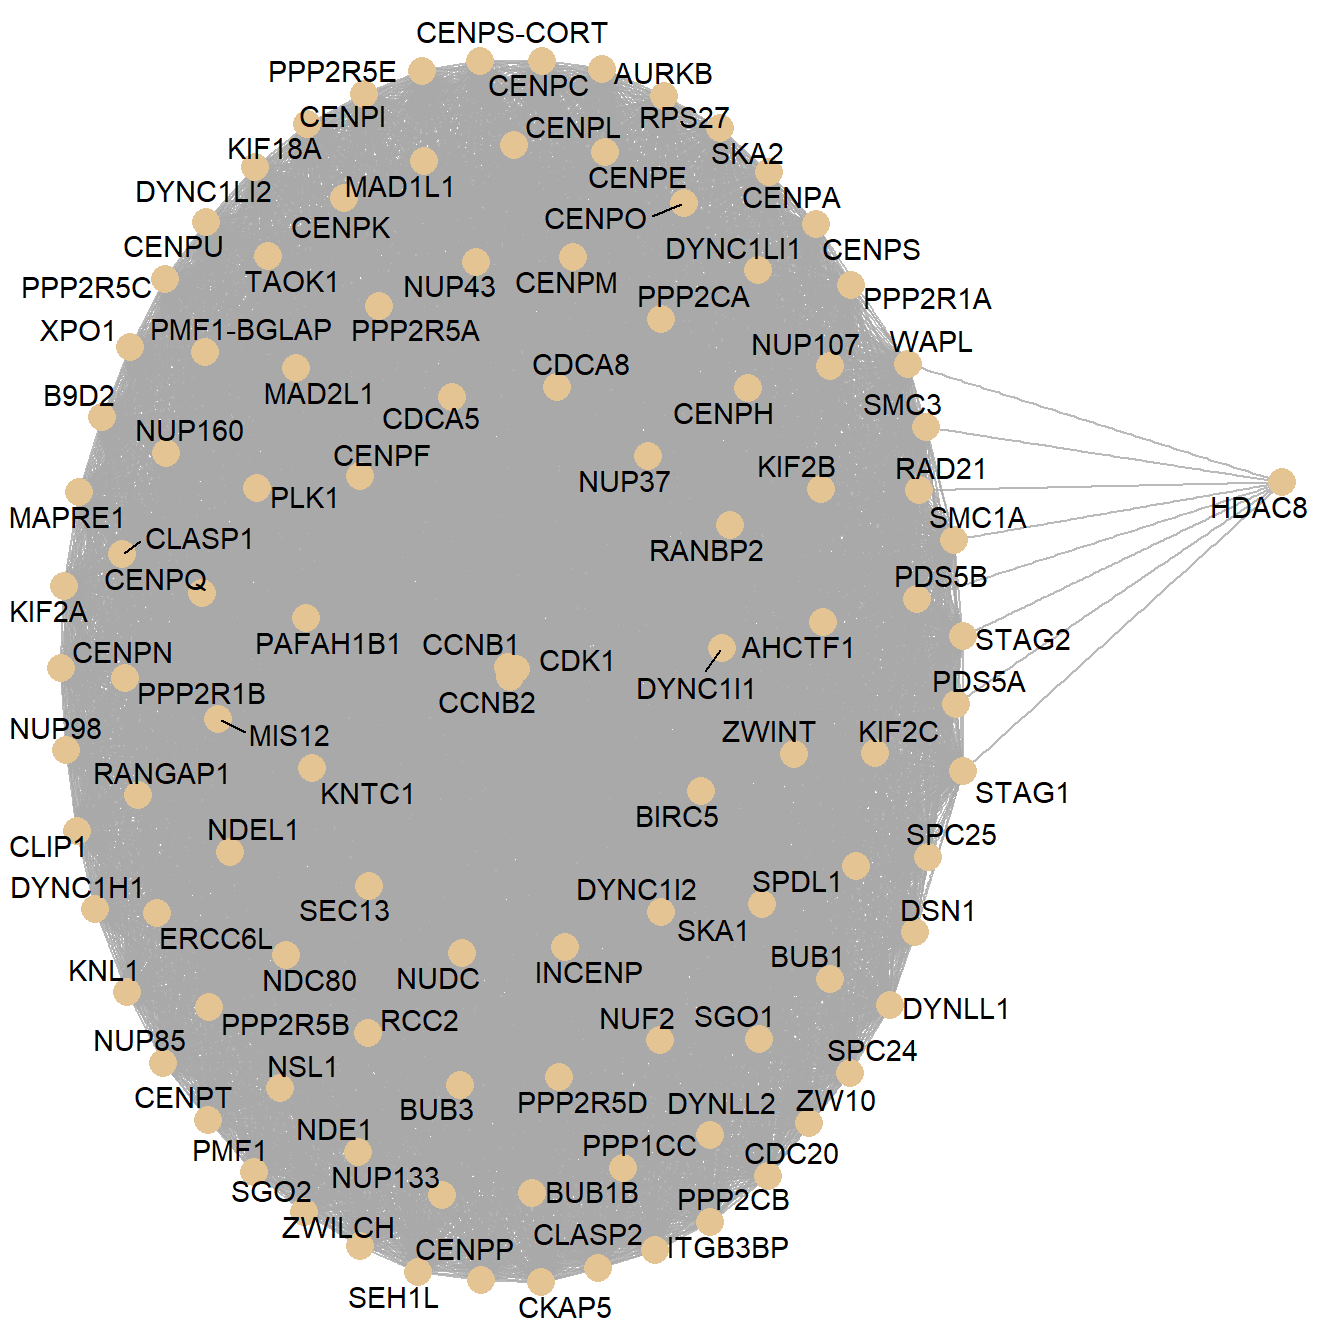 CENPS-CORT
PPP2R5E
AURKB
CENPC
CENPI
RPS27
CENPL
KIF18A
SKA2
CENPE
MAD1L1
DYNC1LI2
CENPA
CENPO
CENPK
CENPU
DYNC1LI1
CENPS
TAOK1
NUP43
CENPM
PPP2R5C
PPP2CA
PPP2R1A
XPO1
PMF1-BGLAP
PPP2R5A
NUP107
WAPL
CDCA8
MAD2L1
B9D2
SMC3
CENPH
CDCA5
NUP160
CENPF
KIF2B
RAD21
NUP37
PLK1
HDAC8
MAPRE1
SMC1A
CLASP1
RANBP2
CENPQ
PDS5B
KIF2A
PAFAH1B1
CCNB1
STAG2
AHCTF1
CENPN
CDK1
PDS5A
DYNC1I1
PPP2R1B
CCNB2
NUP98
MIS12
ZWINT
KIF2C
RANGAP1
KNTC1
STAG1
BIRC5
NDEL1
SPC25
CLIP1
SPDL1
DYNC1H1
DYNC1I2
SEC13
DSN1
SKA1
ERCC6L
BUB1
KNL1
INCENP
NUDC
NDC80
DYNLL1
SGO1
NUF2
RCC2
PPP2R5B
NUP85
SPC24
NSL1
CENPT
ZW10
DYNLL2
PPP2R5D
BUB3
NDE1
PPP1CC
PMF1
CDC20
NUP133
SGO2
BUB1B
PPP2CB
ZWILCH
CLASP2
CENPP
ITGB3BP
SEH1L
CKAP5